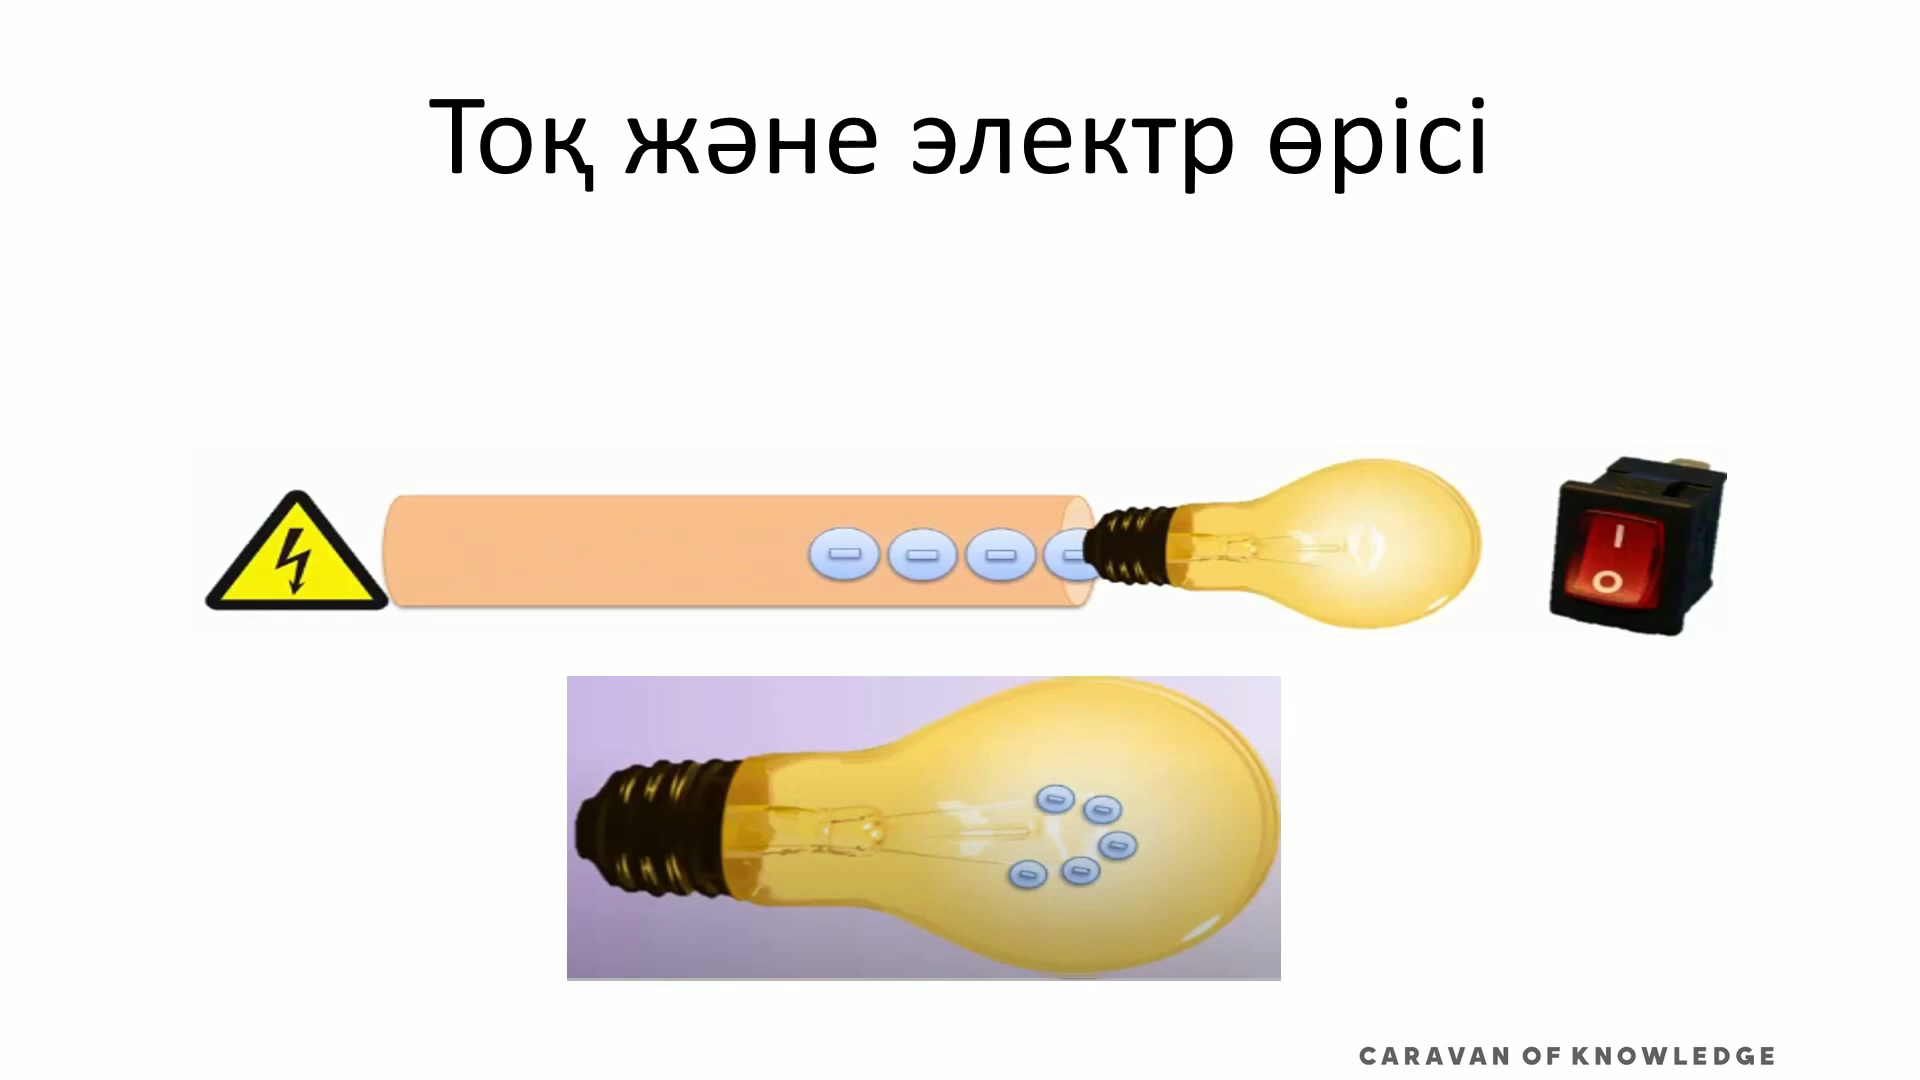 Тоқ және электр өрісі
CARAVAN OF KNOWLEDGE